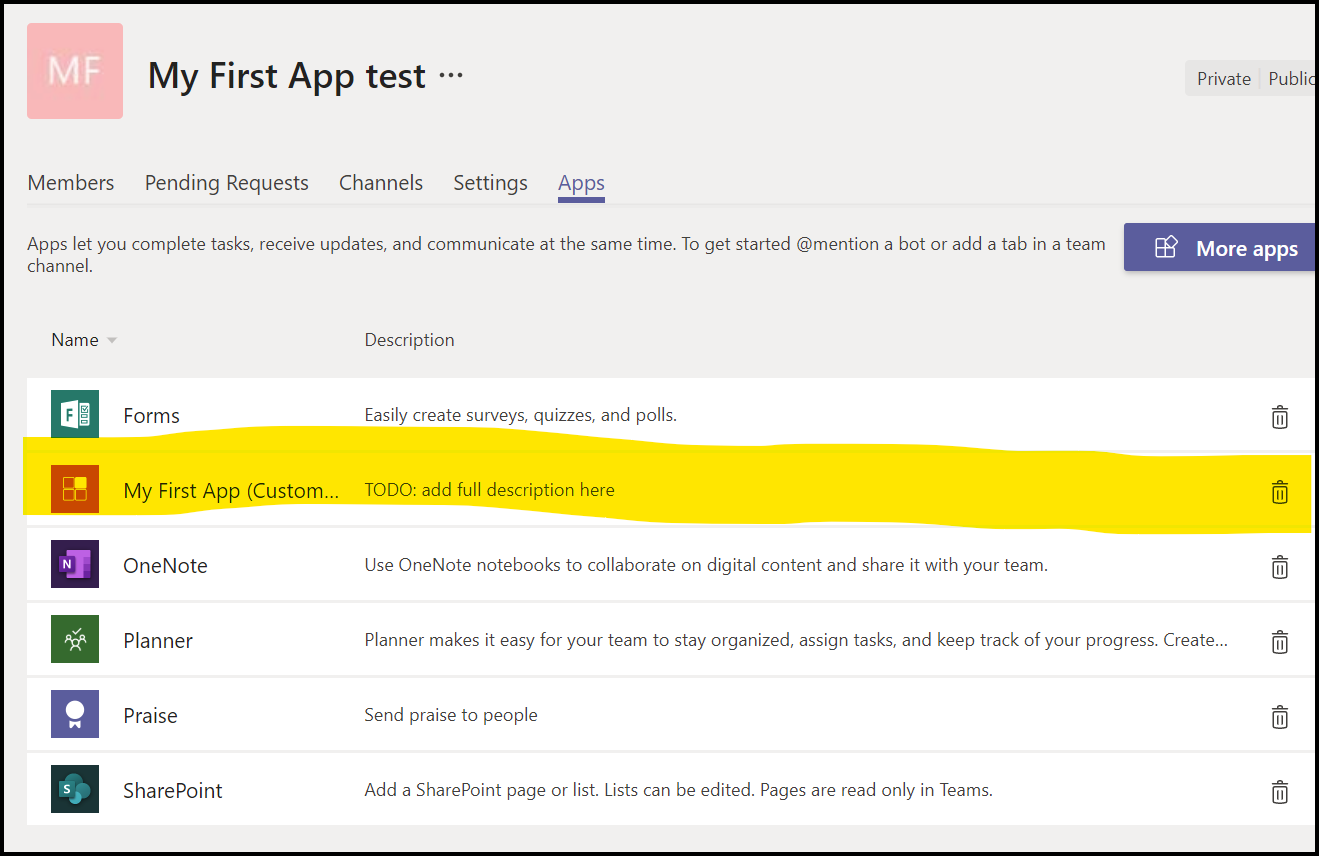 MF
My First App test ...
Private Public
Members Pending Requests Channels Settings Apps
Apps let you complete tasks, receive updates, and communicate at the same time. To get started @mention a bot or add a tab in a team
channel.
More apps
Name Description
F
Forms Easily create surveys, quizzes, and polls.
My First App (Custom... TODO: add full description here
N
OneNote Use OneNote notebooks to collaborate on digital content and share it with your team.
Planner Planner makes it easy for your team to stay organized, assign tasks, and keep track of your progress. Create...
Praise Send praise to people
S
SharePoint Add a SharePoint page or list. Lists can be edited. Pages are read only in Teams.